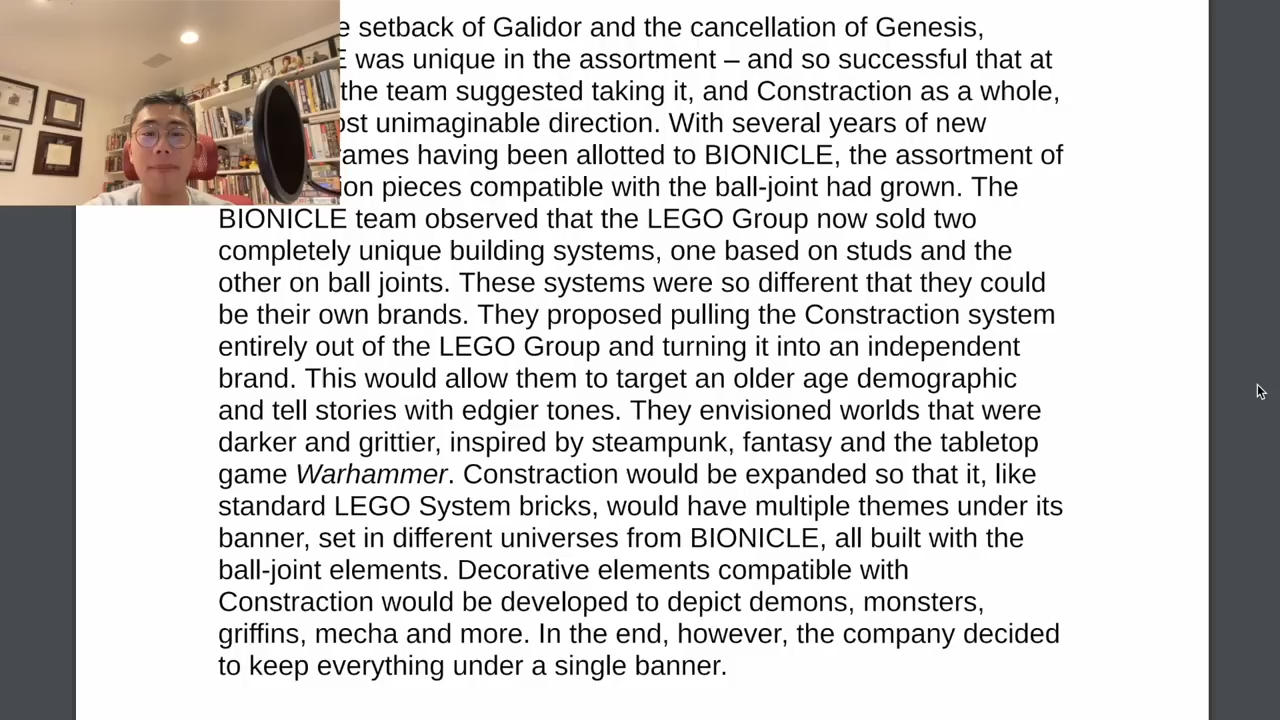 setback of Galidor and the cancellation of Genesis,
was unique in the assortment – and so successful that at
the team suggested taking it, and Constraction as a whole,
unimaginable direction. With several years of new
having been allotted to BIONICLE, the assortment of
pieces compatible with the ball-joint had grown. The
BIONICLE team observed that the LEGO Group now sold two
completely unique building systems, one based on studs and the
other on ball joints. These systems were so different that they could
be their own brands. They proposed pulling the Constraction system
entirely out of the LEGO Group and turning it into an independent
brand. This would allow them to target an older age demographic
and tell stories with edgier tones. They envisioned worlds that were
darker and grittier, inspired by steampunk, fantasy and the tabletop
game Warhammer. Constraction would be expanded so that it, like
standard LEGO System bricks, would have multiple themes under its
banner, set in different universes from BIONICLE, all built with the
ball-joint elements. Decorative elements compatible with
Constraction would be developed to depict demons, monsters,
griffins, mecha and more. In the end, however, the company decided
to keep everything under a single banner.